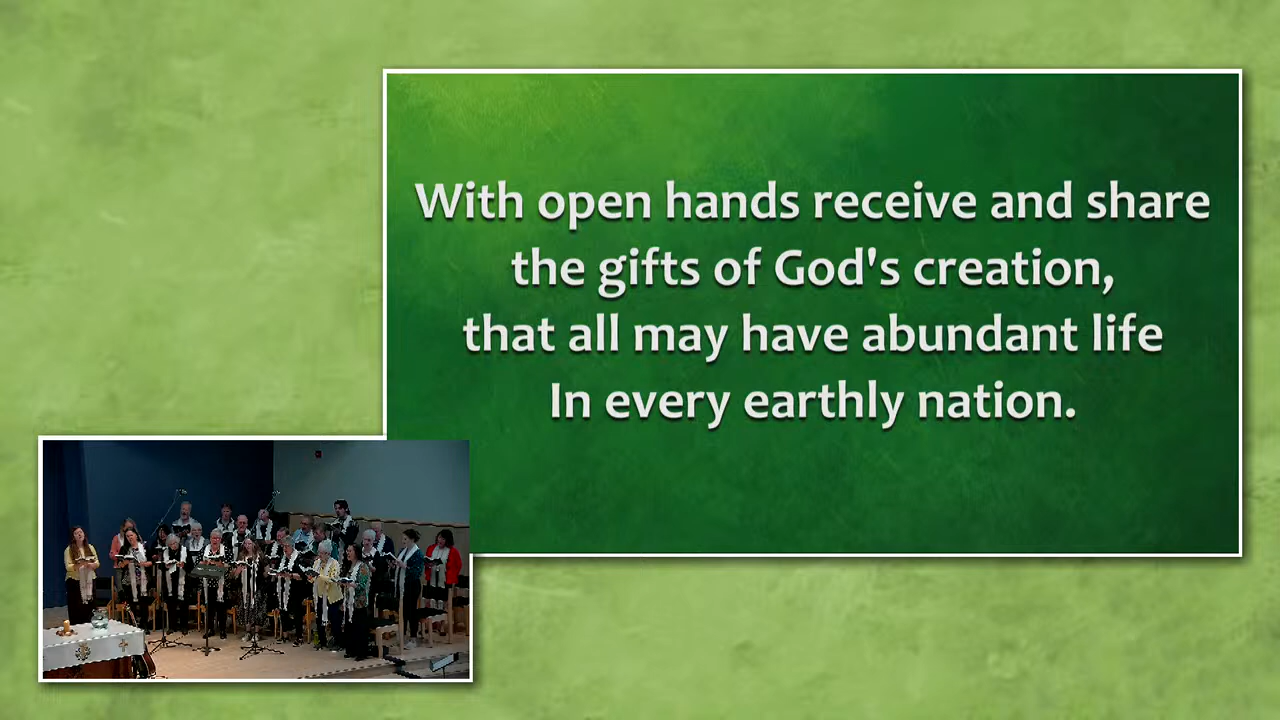 With open hands receive and share
the gifts of God's creation,
that all may have abundant life
In every earthly nation.